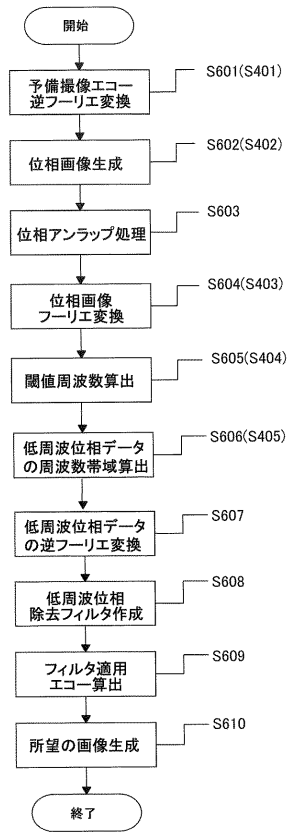 開始
予備撮像エコー
逆フーリエ変換
S601(S401)
位相画像生成
S602(S402)
位相アンラップ処理
S603
位相画像
フーリエ変換
S604(S403)
閾値周波数算出
S605(S404)
低周波位相データ
の周波数帯域算出
S606(S405)
低周波位相データ
の逆フーリエ変換
S607
低周波位相
除去フィルタ作成
S608
フィルタ適用
エコー算出
S609
所望の画像生成
S610
終了